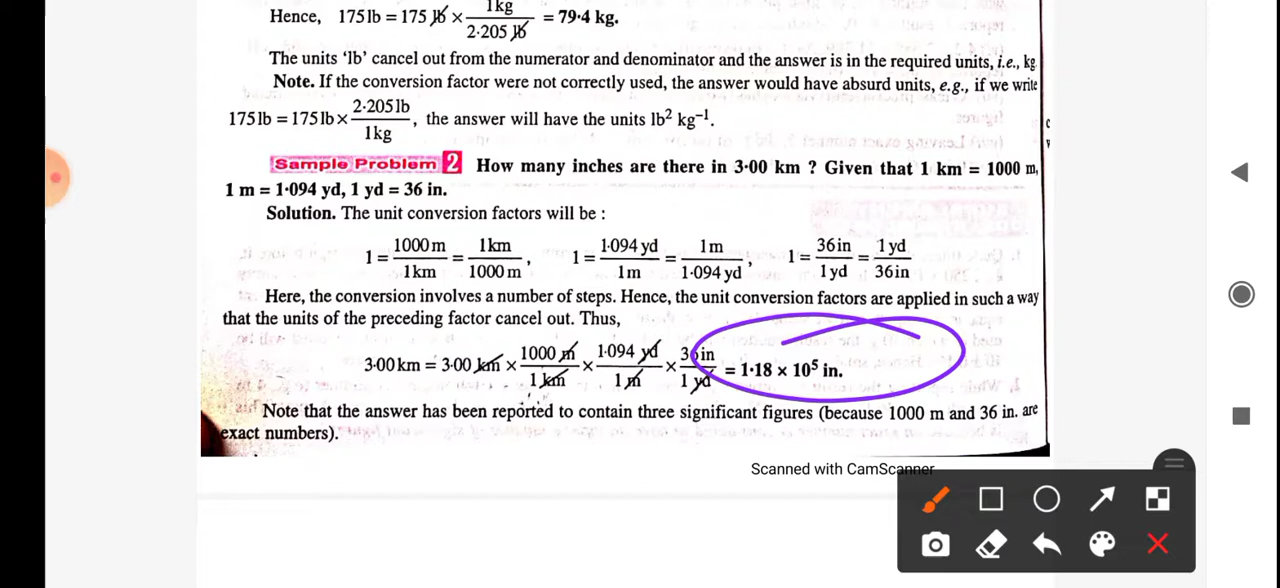 Hence, 175 lb = 175 lb × 1 kg / 2·205 lb = 79·4 kg.
The units ‘lb’ cancel out from the numerator and denominator and the answer is in the required units, i.e., kg
Note. If the conversion factor were not correctly used, the answer would have absurd units, e.g., if we write
175 lb = 175 lb × 2·205 lb / 1 kg, the answer will have the units lb² kg⁻¹.
Sample Problem 2 How many inches are there in 3·00 km ? Given that 1 km = 1000 m,
1 m = 1·094 yd, 1 yd = 36 in.
Solution. The unit conversion factors will be :
1 = 1000 m / 1 km = 1 km / 1000 m, 1 = 1·094 yd / 1 m = 1 m / 1·094 yd, 1 = 36 in / 1 yd = 1 yd / 36 in
Here, the conversion involves a number of steps. Hence, the unit conversion factors are applied in such a way
that the units of the preceding factor cancel out. Thus,
3·00 km = 3·00 km × 1000 m / 1 km × 1·094 yd / 1 m × 36 in / 1 yd = 1·18 × 10⁵ in.
Note that the answer has been reported to contain three significant figures (because 1000 m and 36 in. are
exact numbers).
Scanned with CamScanner